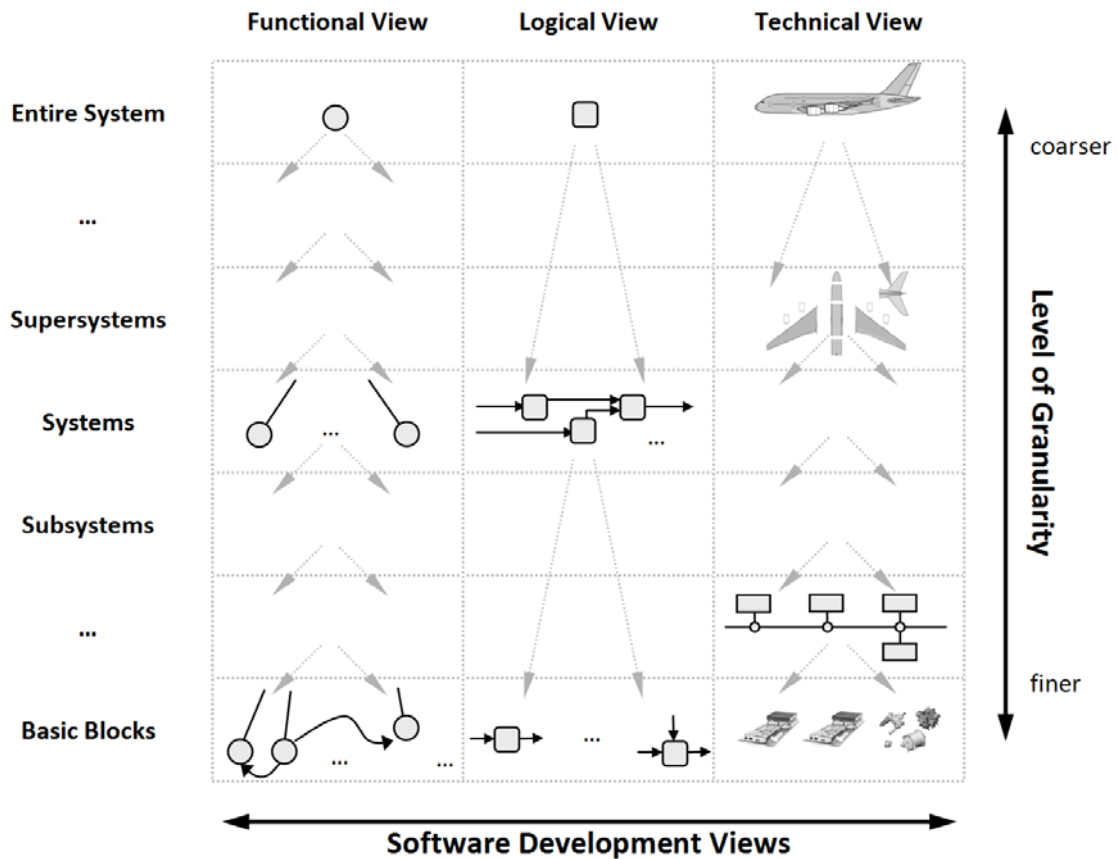 Functional View Logical View Technical View
Entire System
coarser
...
Supersystems
Level of Granularity
Systems
... ...
Subsystems
...
finer
Basic Blocks
... ... ...
Software Development Views